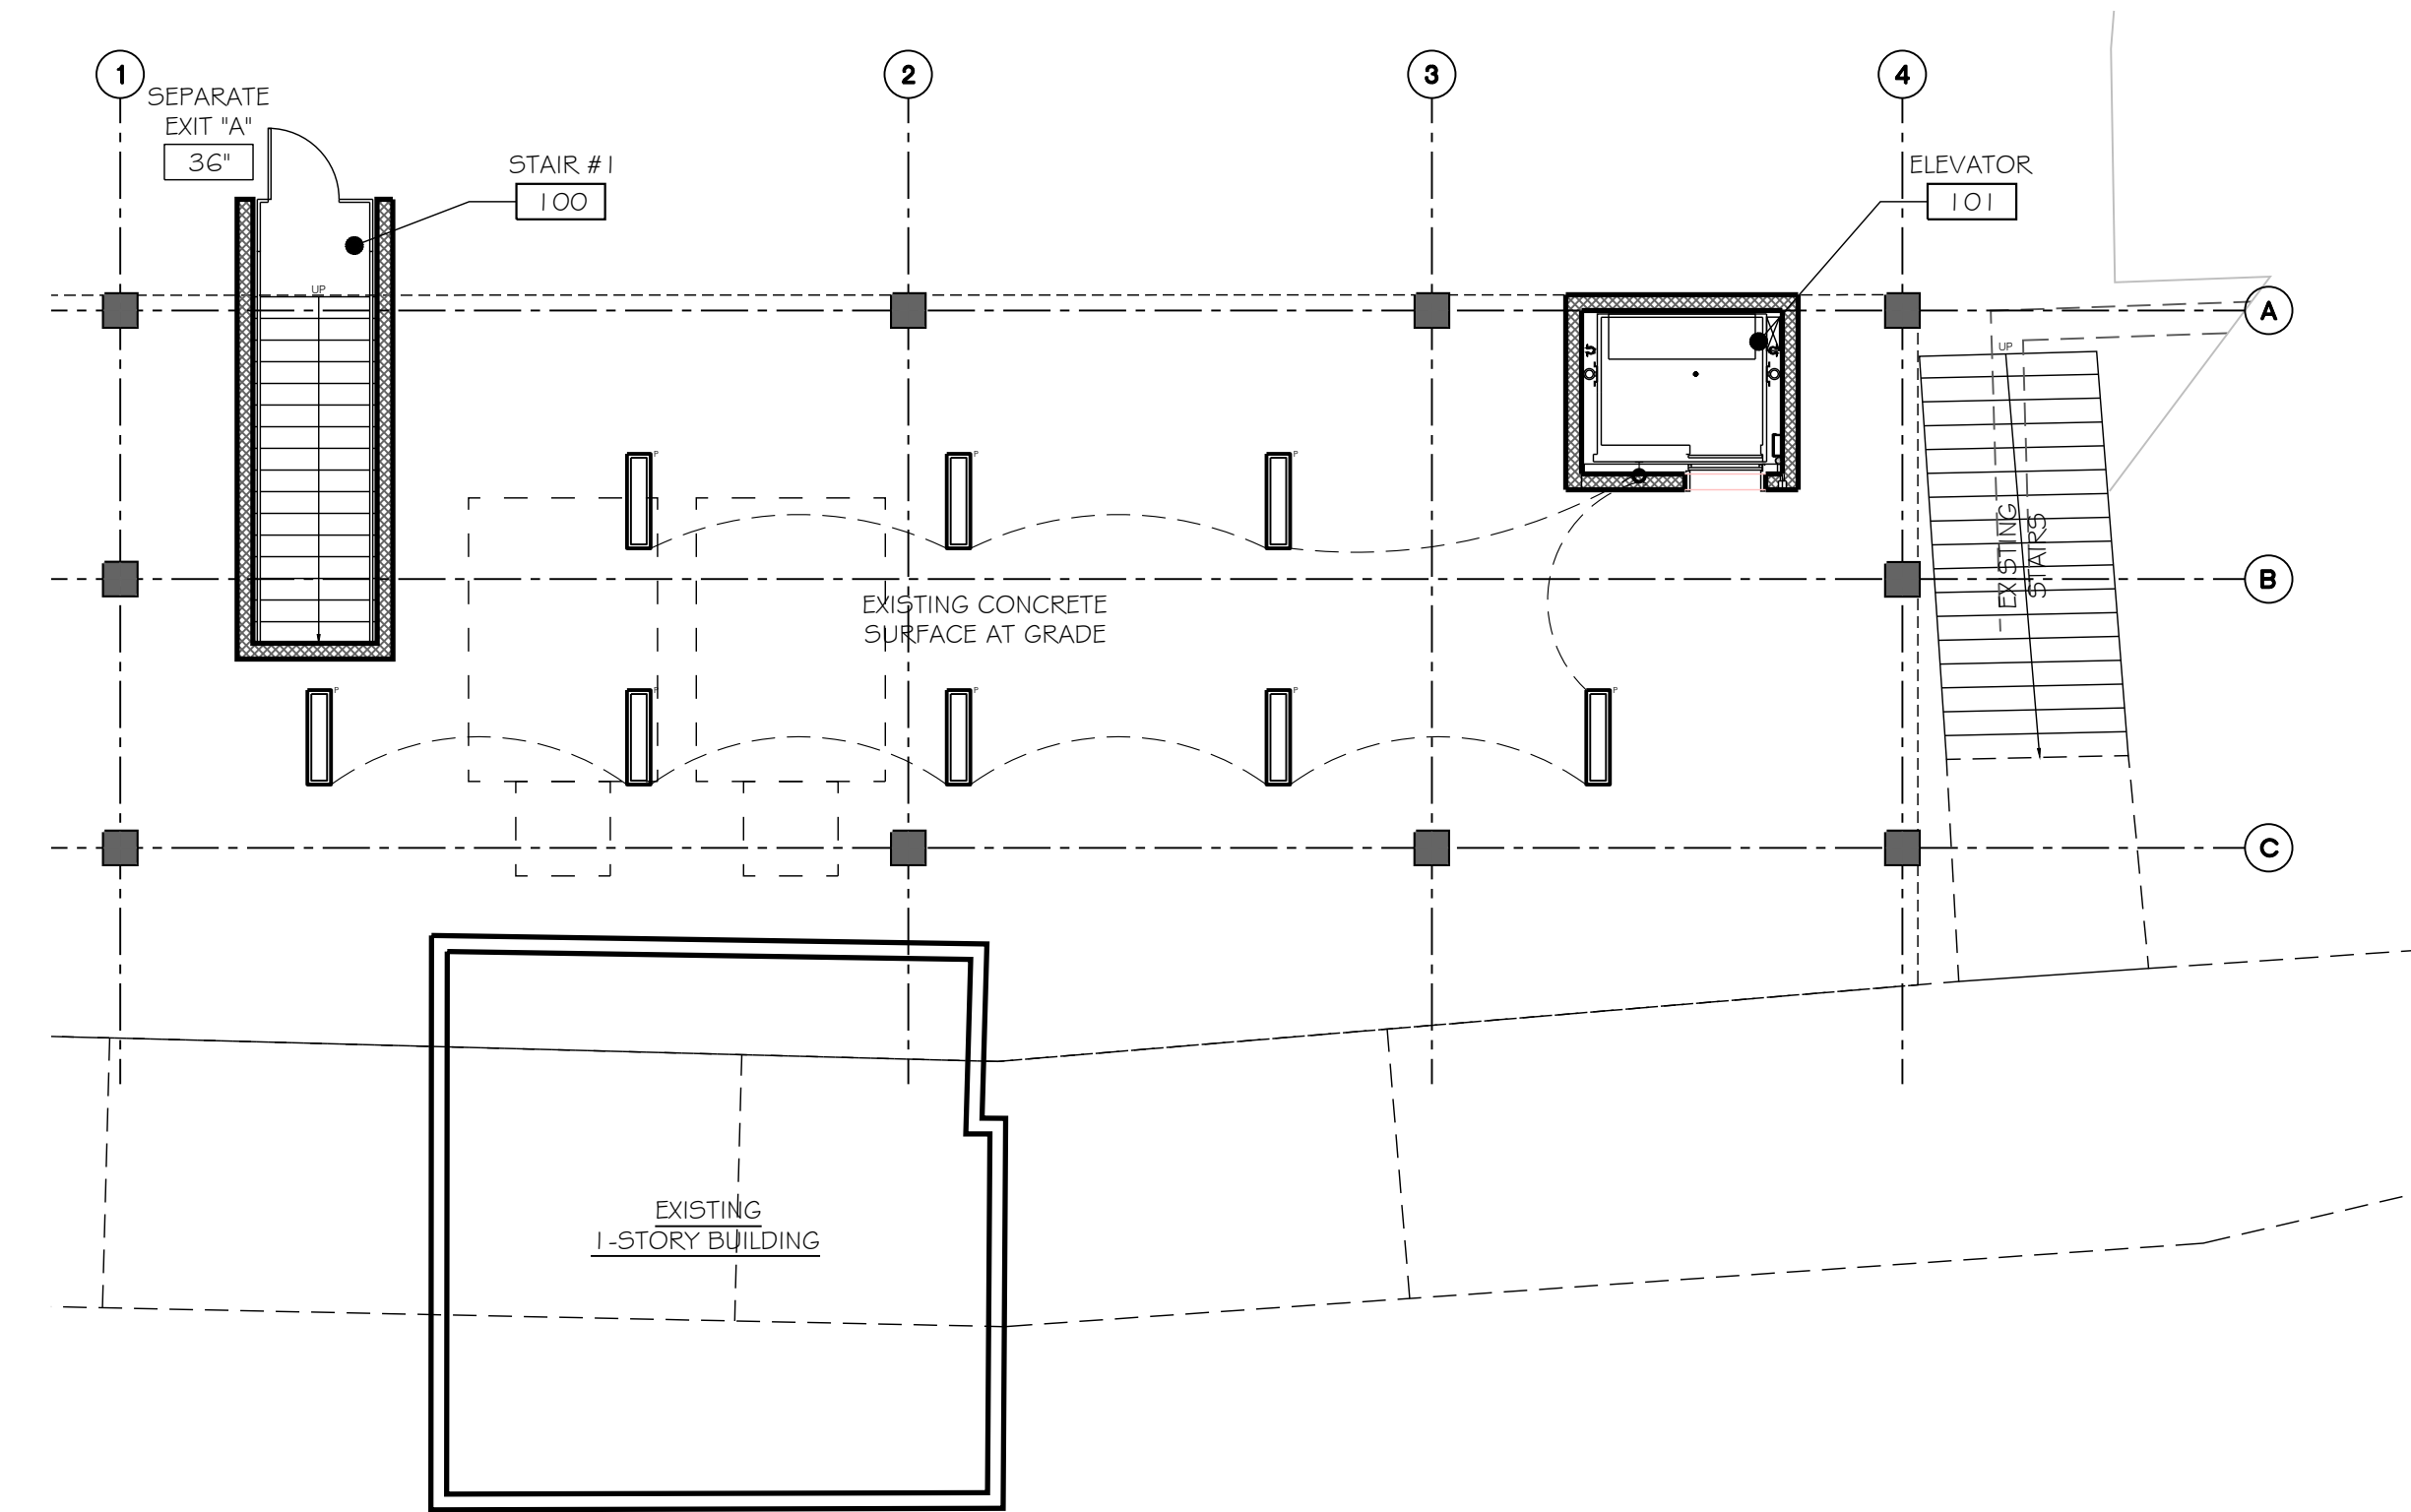 1
2
3
4
SEPARATE
EXIT "A"
36"
STAIR #1
100
ELEVATOR
101
UP
A
UP
P
P
P
EXISTING
STAIRS
B
EXISTING CONCRETE
SURFACE AT GRADE
P
P
P
P
P
C
EXISTING
1-STORY BUILDING